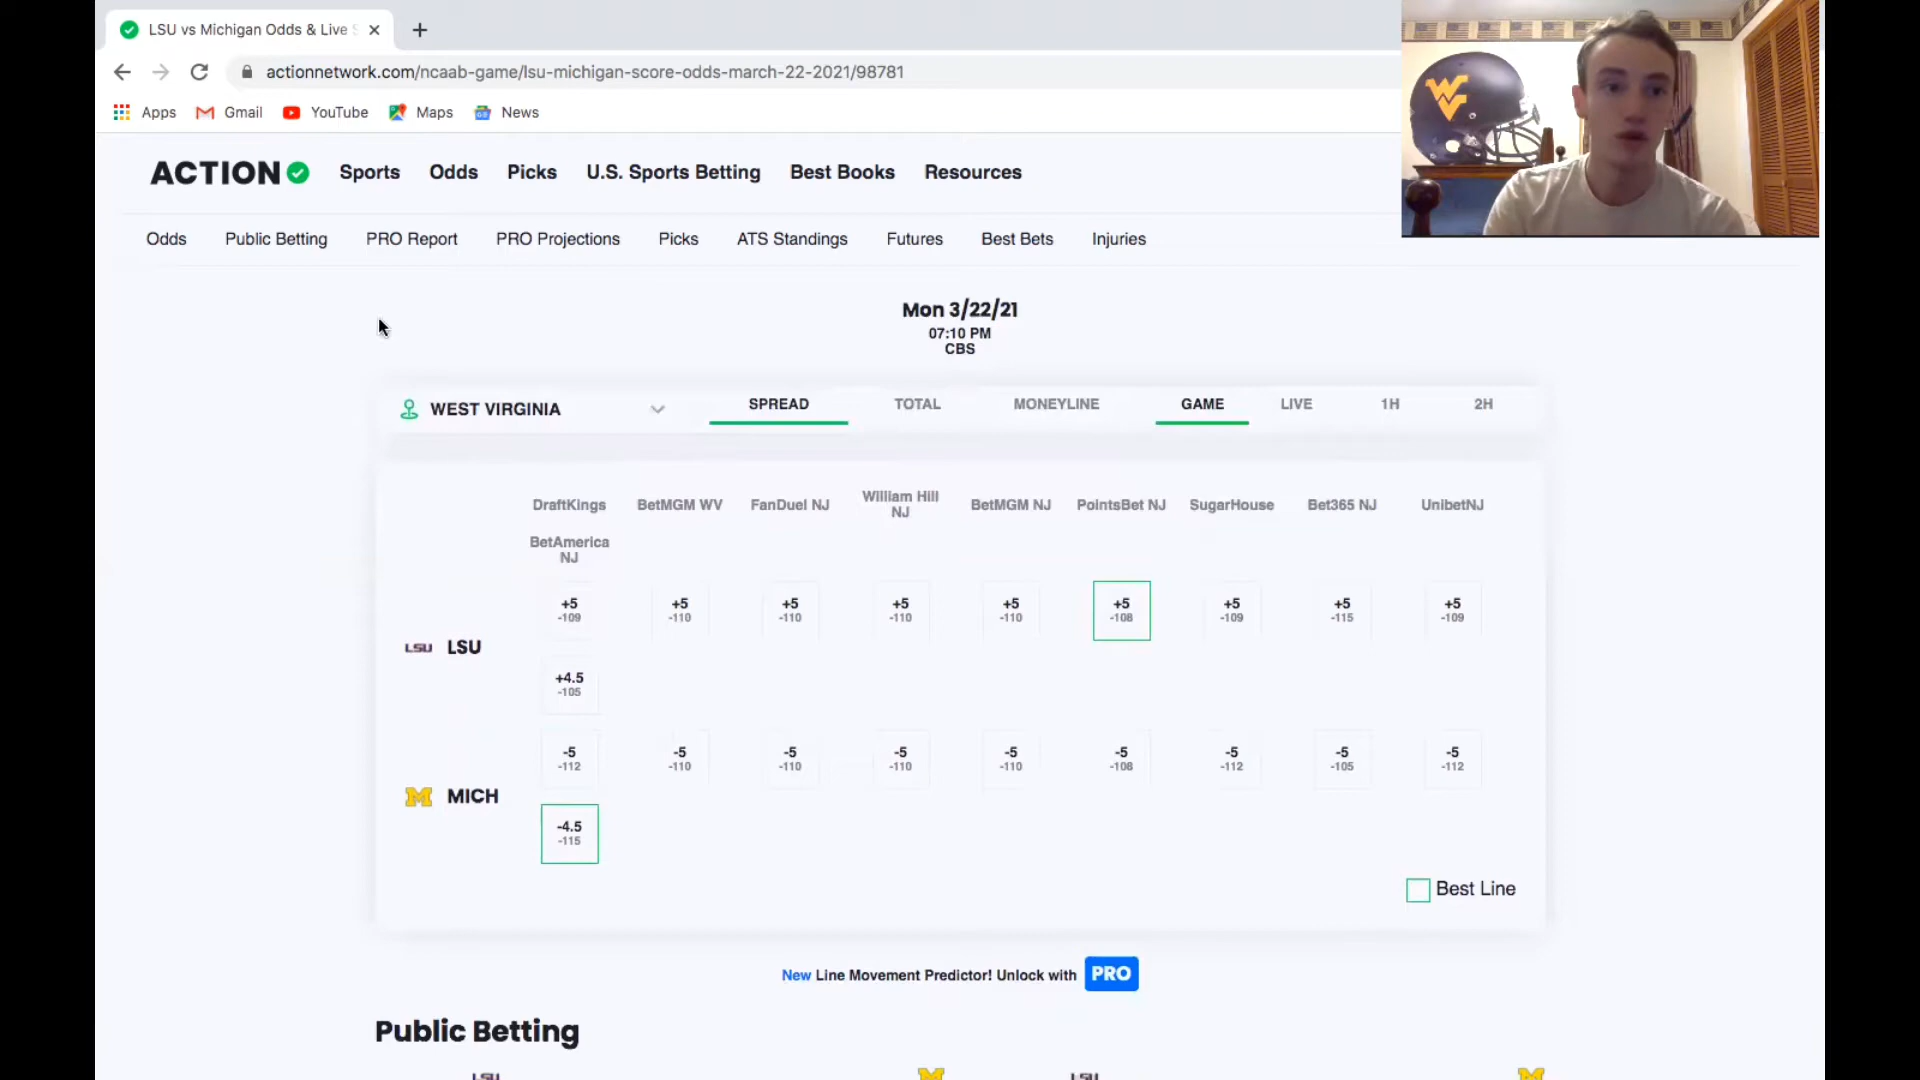 LSU vs Michigan Odds & Live S
actionnetwork.com/ncaab-game/lsu-michigan-score-odds-march-22-2021/98781
Apps Gmail YouTube Maps News
ACTION Sports Odds Picks U.S. Sports Betting Best Books Resources
Odds Public Betting PRO Report PRO Projections Picks ATS Standings Futures Best Bets Injuries
WV
Mon 3/22/21
07:10 PM
CBS
WEST VIRGINIA SPREAD TOTAL MONEYLINE GAME LIVE 1H 2H
DraftKings BetMGM WV FanDuel NJ William Hill NJ BetMGM NJ PointsBet NJ SugarHouse Bet365 NJ UnibetNJ
BetAmerica NJ
+5 +5 +5 +5 +5 +5 +5 +5 +5
-109 -110 -110 -110 -110 -108 -109 -115 -109
LSU LSU
+4.5
-105
-5 -5 -5 -5 -5 -5 -5 -5 -5
-112 -110 -110 -110 -110 -108 -112 -105 -112
M MICH
-4.5
-115
Best Line
New Line Movement Predictor! Unlock with PRO
Public Betting
LSU M LSU M